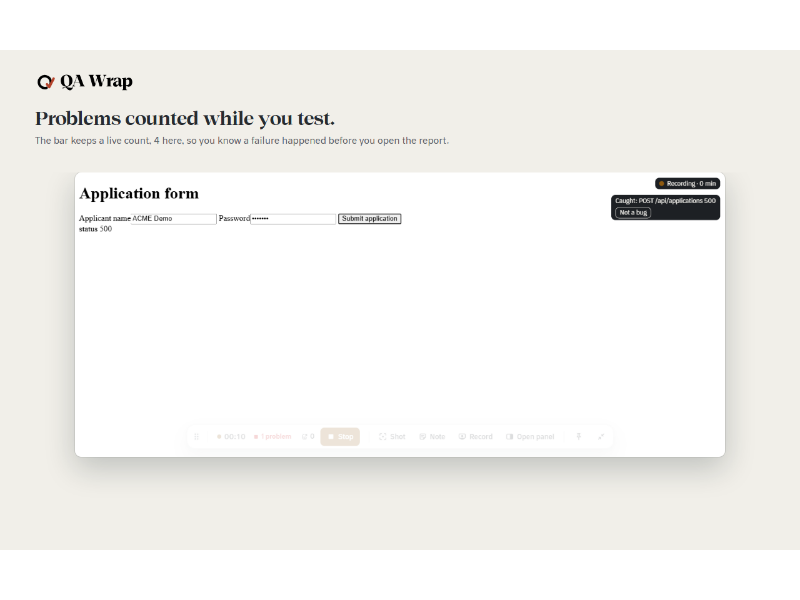 QA Wrap
Problems counted while you test.
The bar keeps a live count, 4 here, so you know a failure happened before you open the report.
Recording · 0 min
Application form
Caught: POST /api/applications 500
Not a bug
Applicant name ACME Demo Password ••••••• Submit application
status 500
00:10 1 problem 0 Stop Shot Note Record Open panel